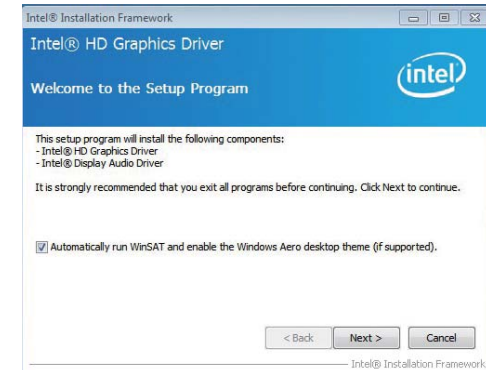 Intel® Installation Framework
Intel® HD Graphics Driver
Welcome to the Setup Program
intel
This setup program will install the following components:
- Intel® HD Graphics Driver
- Intel® Display Audio Driver
It is strongly recommended that you exit all programs before continuing. Click Next to continue.
Automatically run WinSAT and enable the Windows Aero desktop theme (if supported).
< Back Next > Cancel
Intel® Installation Framework